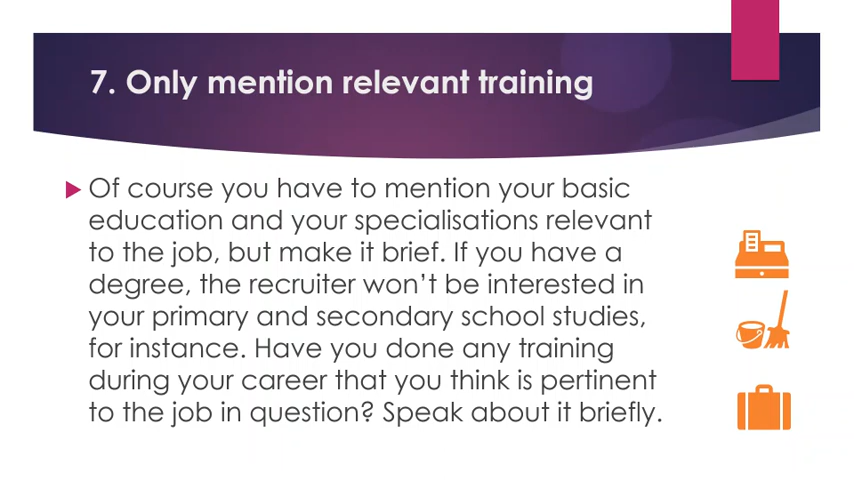 7. Only mention relevant training
Of course you have to mention your basic
education and your specialisations relevant
to the job, but make it brief. If you have a
degree, the recruiter won’t be interested in
your primary and secondary school studies,
for instance. Have you done any training
during your career that you think is pertinent
to the job in question? Speak about it briefly.